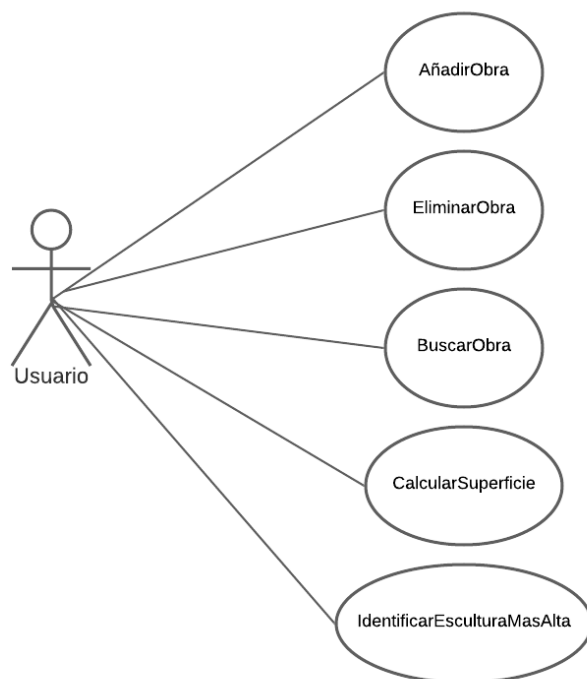 AñadirObra
EliminarObra
BuscarObra
Usuario
CalcularSuperficie
IdentificarEsculturaMasAlta